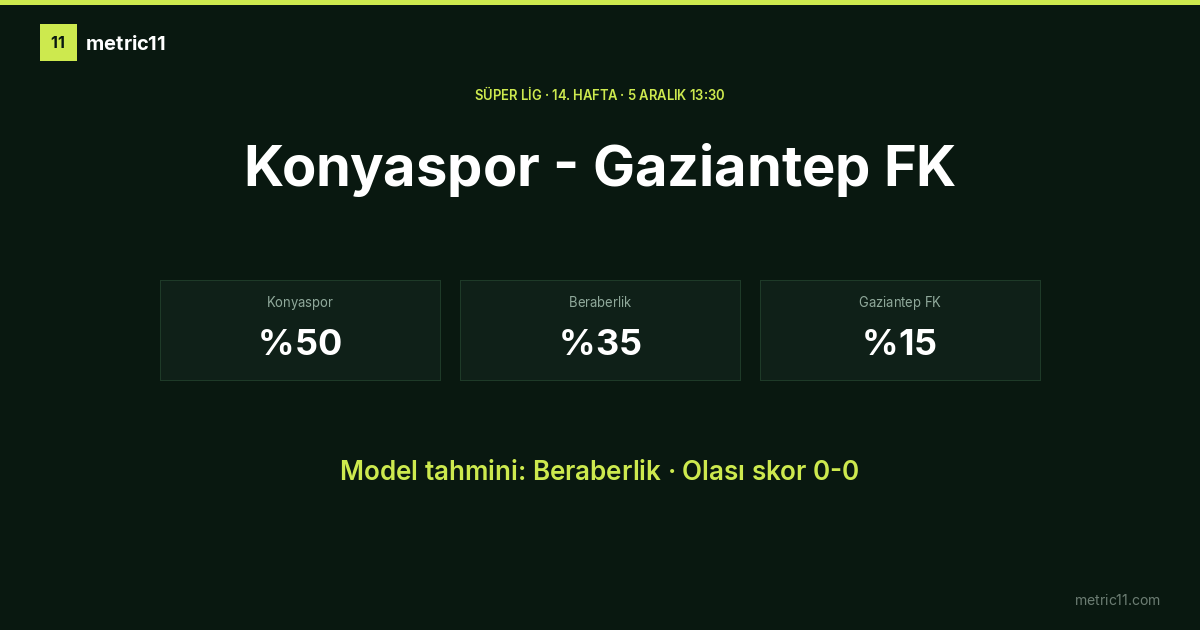 11 metric11
SÜPER LİG · 14. HAFTA · 5 ARALIK 13:30
Konyaspor - Gaziantep FK
Konyaspor
%50
Beraberlik
%35
Gaziantep FK
%15
Model tahmini: Beraberlik · Olası skor 0-0
metric11.com